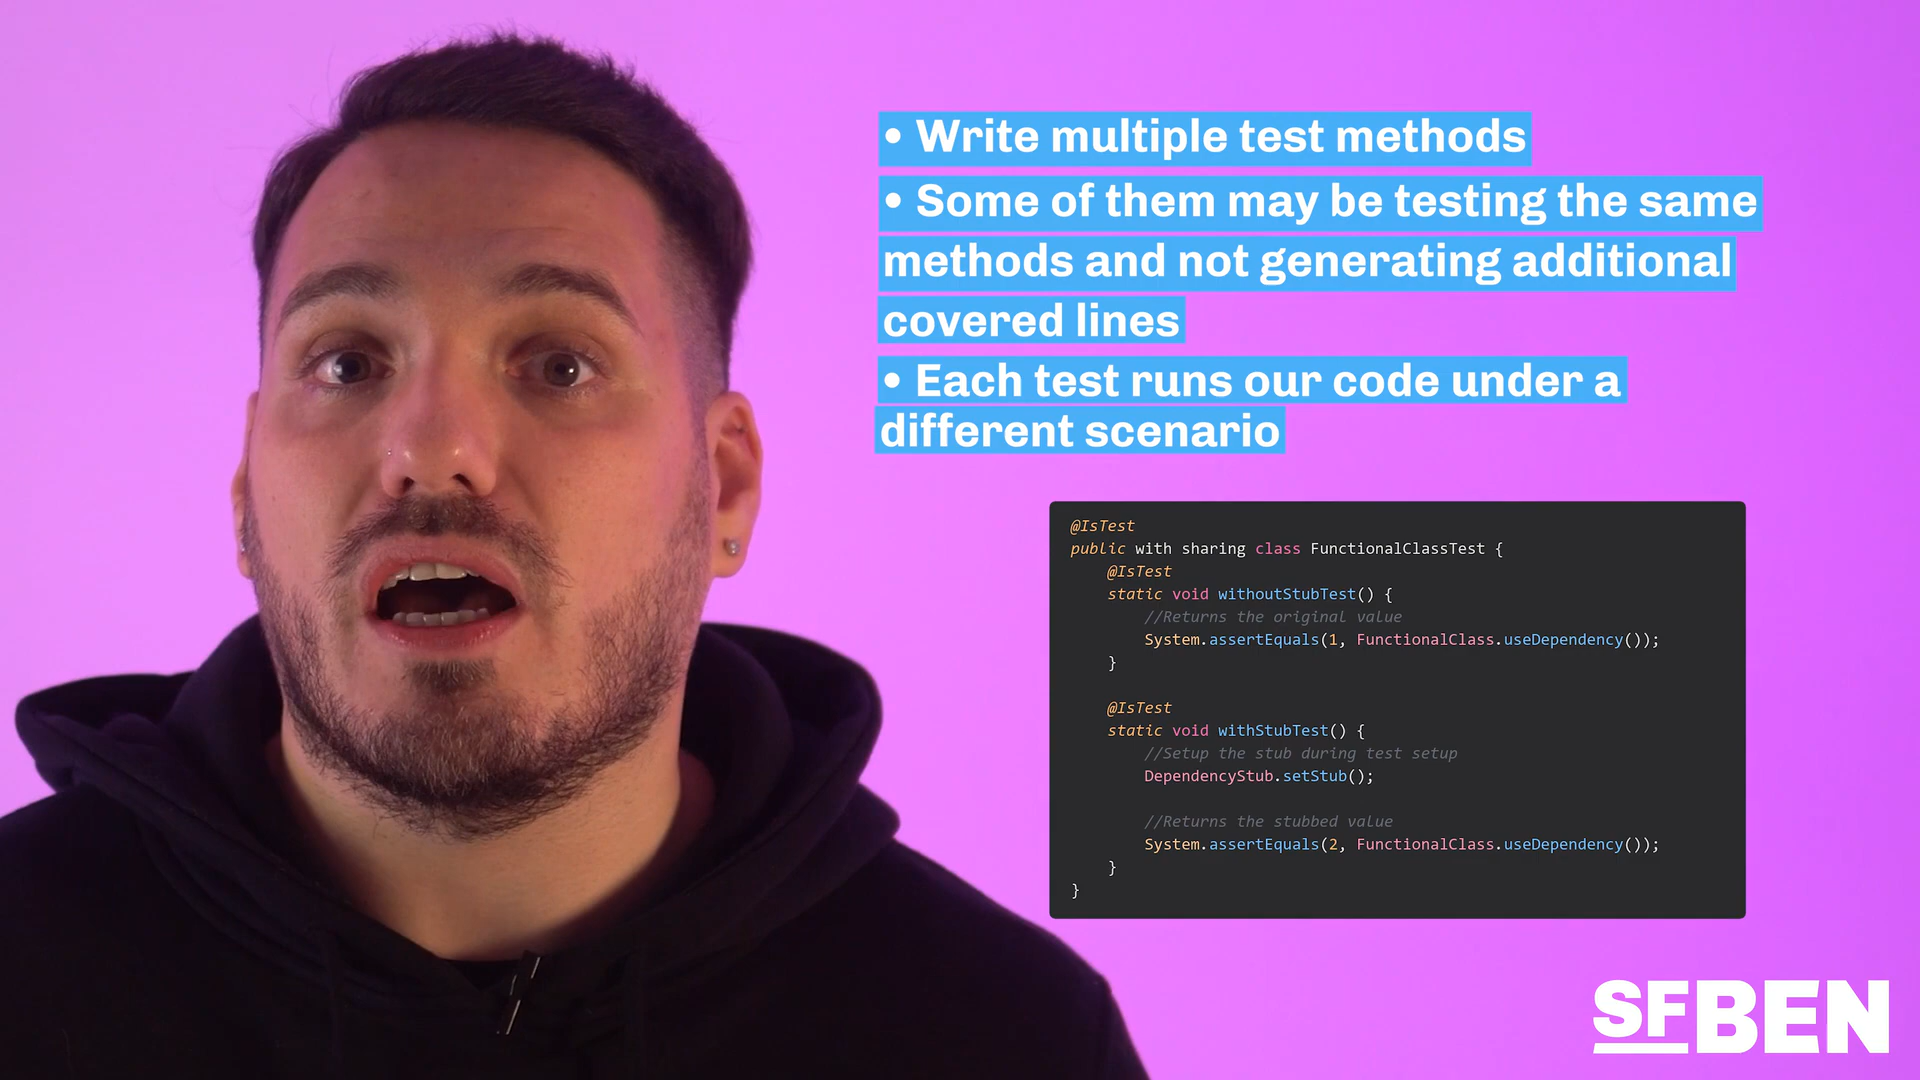 • Write multiple test methods
• Some of them may be testing the same
methods and not generating additional
covered lines
• Each test runs our code under a
different scenario
@IsTest
public with sharing class FunctionalClassTest {
@IsTest
static void withoutStubTest() {
//Returns the original value
System.assertEquals(1, FunctionalClass.useDependency());
}
@IsTest
static void withStubTest() {
//Setup the stub during test setup
DependencyStub.setStub();
//Returns the stubbed value
System.assertEquals(2, FunctionalClass.useDependency());
}
}
SFBEN